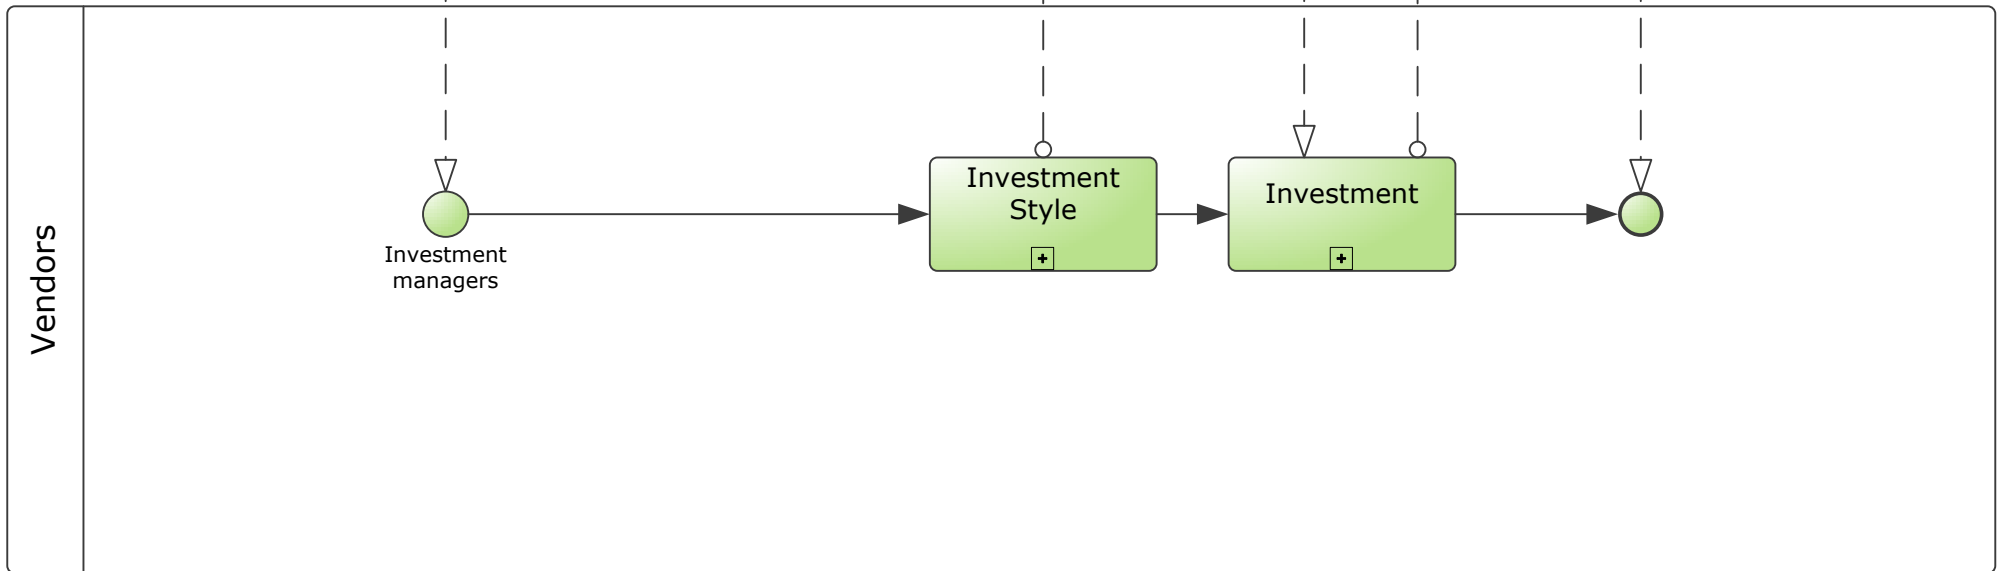 Vendors
Investment
managers
Investment
Style
Investment